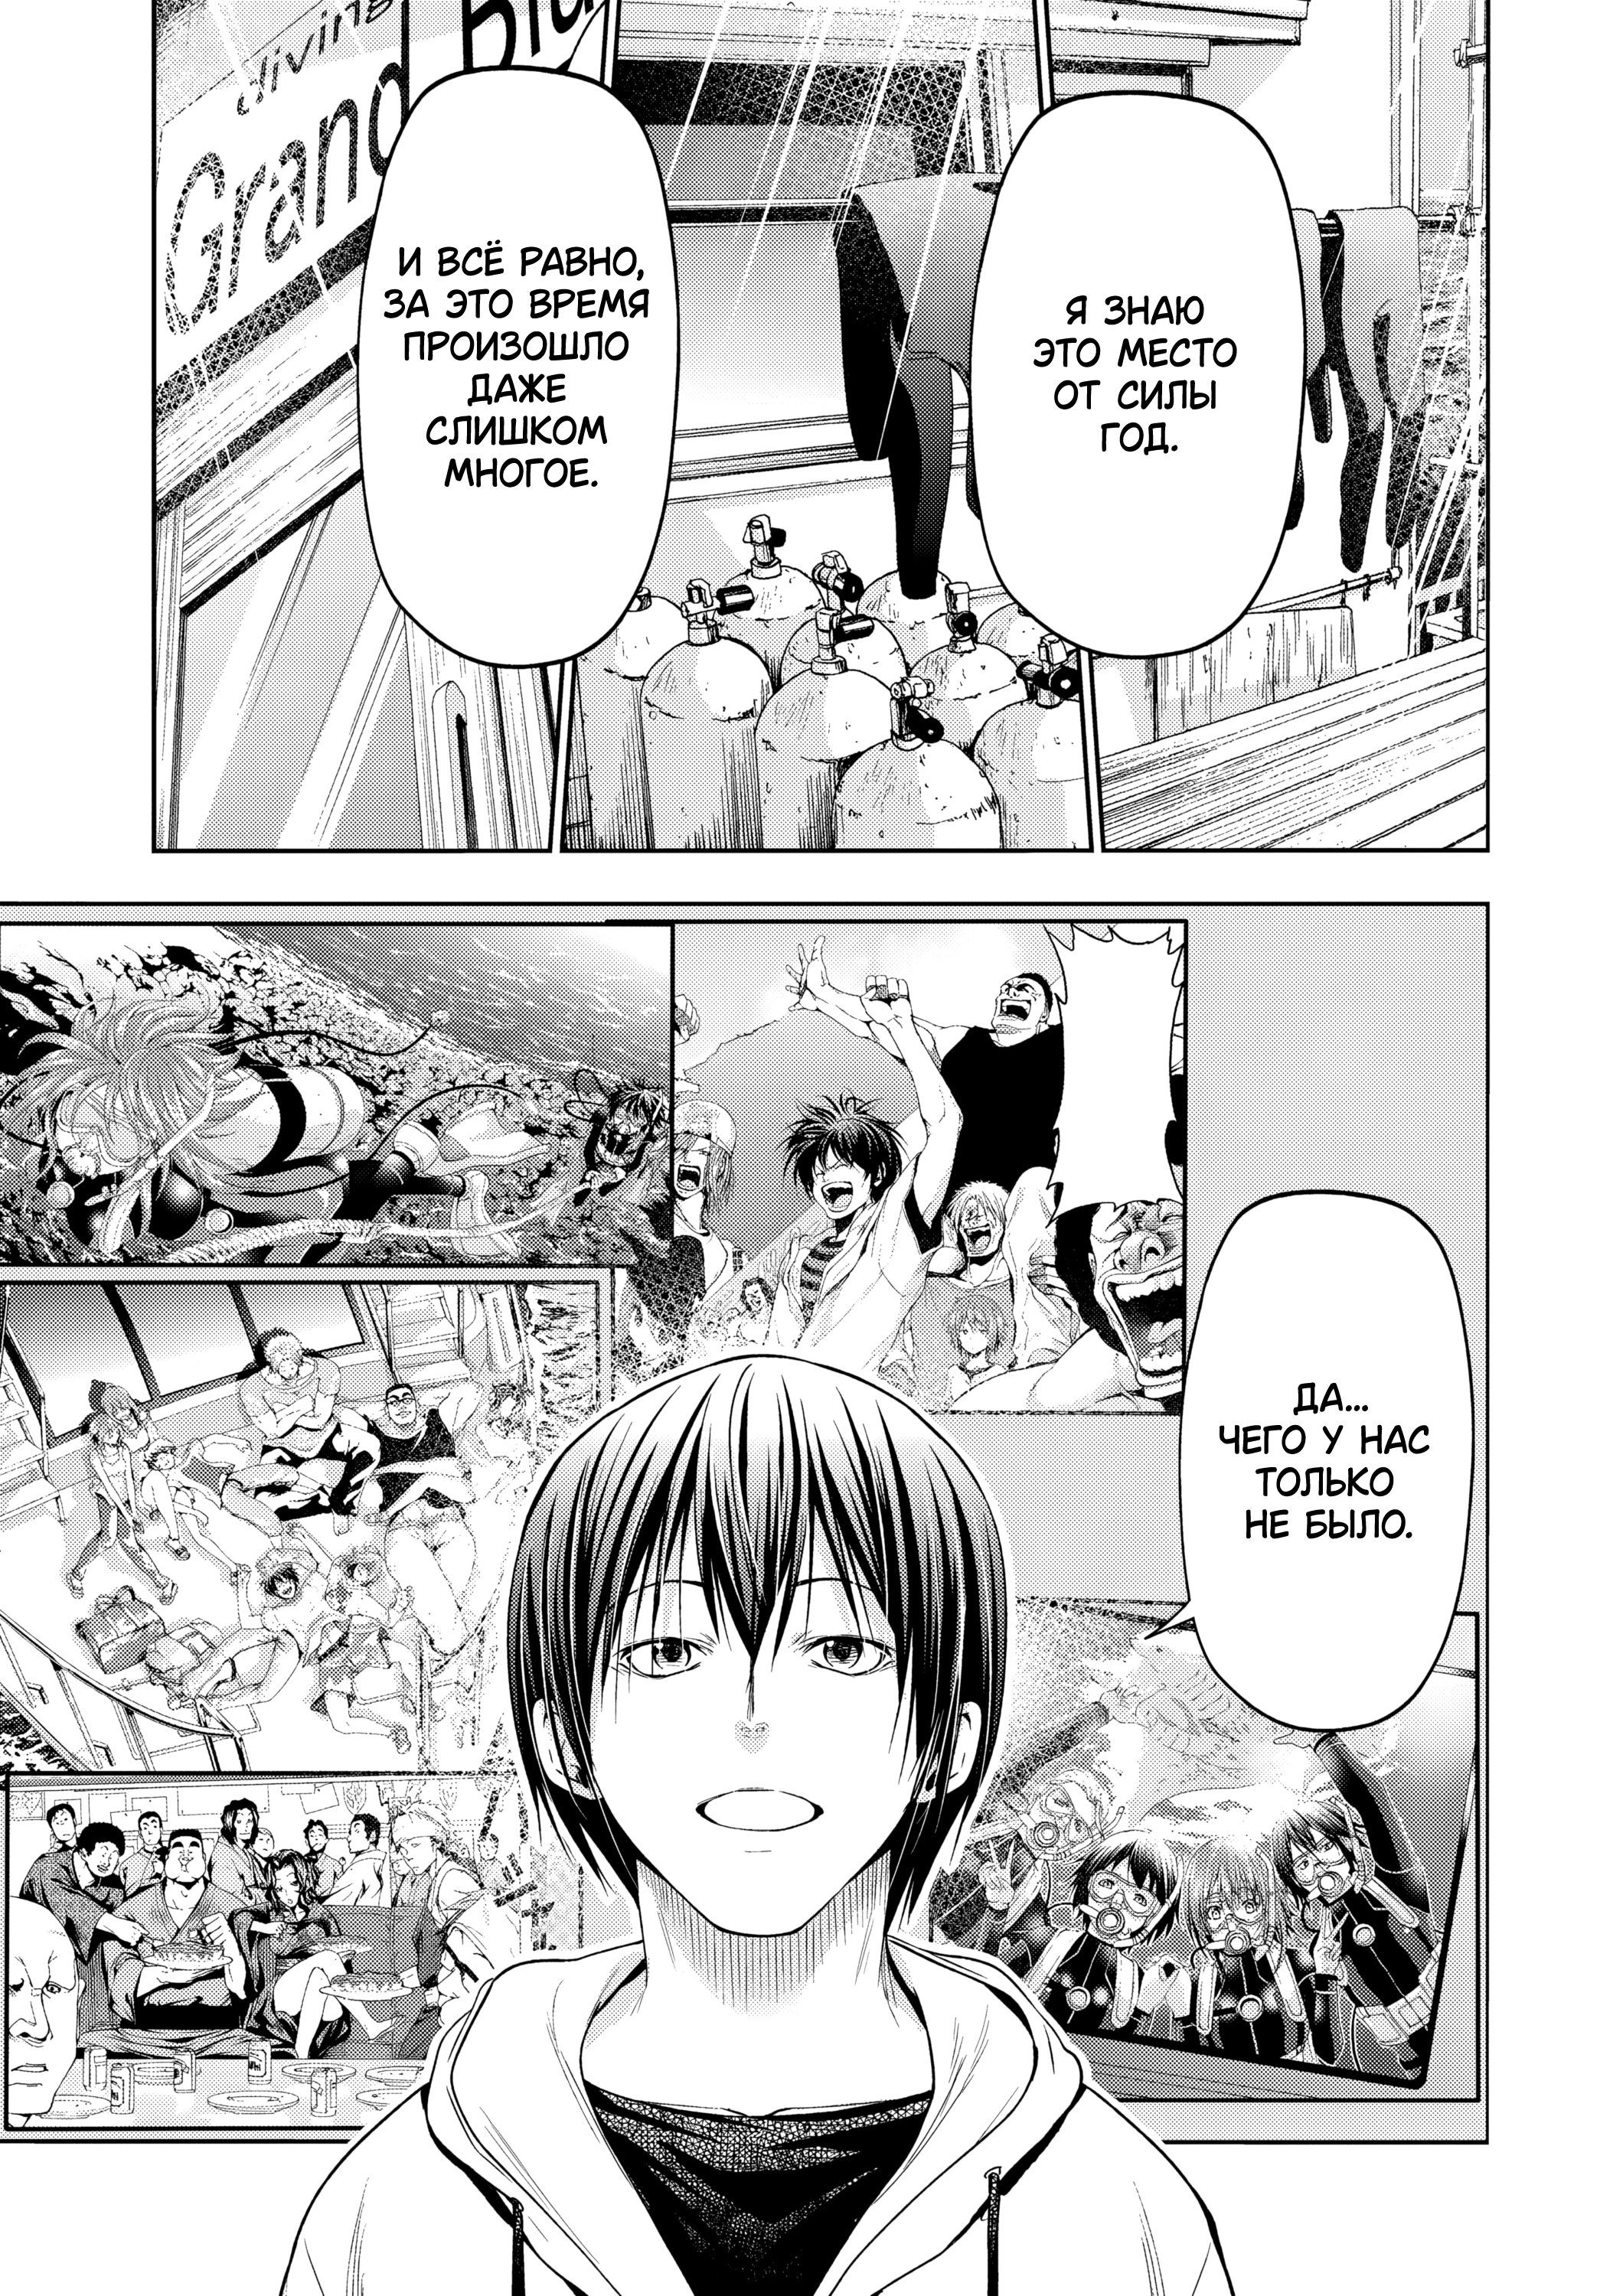 diving
Grand Blu
Я ЗНАЮ
ЭТО МЕСТО
ОТ СИЛЫ
ГОД.
И ВСЁ РАВНО,
ЗА ЭТО ВРЕМЯ
ПРОИЗОШЛО
ДАЖЕ
СЛИШКОМ
МНОГОЕ.
ДА...
ЧЕГО У НАС
ТОЛЬКО
НЕ БЫЛО.